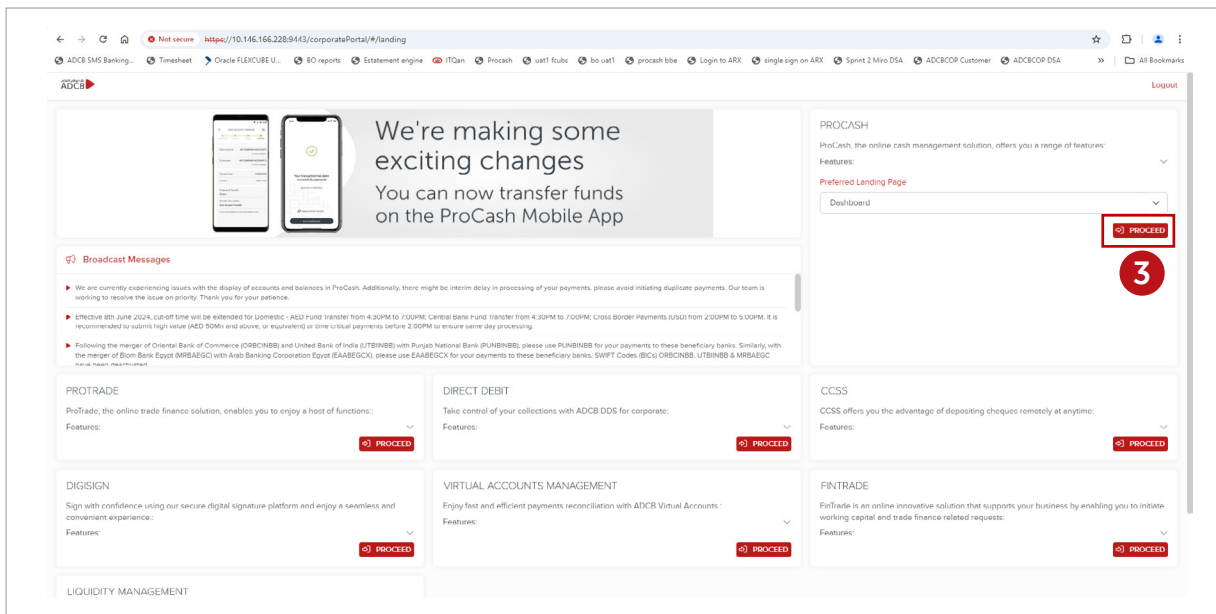 Not secure https://10.146.166.228:9443/corporatePortal/#/landing
ADCB SMS Banking... Timesheet Oracle FLEXCUBE U... BO reports Estatement engine ITQan Procash uat1 fcubs bo uat1 procash bbe Login to ARX single sign on ARX Sprint 2 Miro DSA ADCBCOP Customer ADCBCOP DSA » All Bookmarks
ADCB
Logout
We're making some
exciting changes
You can now transfer funds
on the ProCash Mobile App
PROCASH
ProCash, the online cash management solution, offers you a range of features:
Features:
Preferred Landing Page
Dashboard
PROCEED
3
Broadcast Messages
We are currently experiencing issues with the display of accounts and balances in ProCash. Additionally, there might be interim delay in processing of your payments, please avoid initiating duplicate payments. Our team is
working to resolve the issue on priority. Thank you for your patience.
Effective 8th June 2024, cut-off time will be extended for Domestic - AED Fund Transfer from 4:30PM to 7:00PM; Central Bank Fund Transfer from 4:30PM to 7:00PM; Cross Border Payments (USD) from 2:00PM to 5:00PM. It is
recommended to submit high value (AED 50Mn and above, or equivalent) or time critical payments before 2:00PM to ensure same day processing.
Following the merger of Oriental Bank of Commerce (ORBCINBB) and United Bank of India (UTBIINBB) with Punjab National Bank (PUNBINBB), please use PUNBINBB for your payments to these beneficiary banks. Similarly, with
the merger of Blom Bank Egypt (MRBAEGC) with Arab Banking Corporation Egypt (EAABEGCX), please use EAABEGCX for your payments to these beneficiary banks. SWIFT Codes (BICs) ORBCINBB. UTBIINBB & MRBAEGC
have been deactivated
PROTRADE
ProTrade, the online trade finance solution, enables you to enjoy a host of functions::
Features:
PROCEED
DIRECT DEBIT
Take control of your collections with ADCB DDS for corporate:
Features:
PROCEED
CCSS
CCSS offers you the advantage of depositing cheques remotely at anytime:
Features:
PROCEED
DIGISIGN
Sign with confidence using our secure digital signature platform and enjoy a seamless and
convenient experience.:
Features:
PROCEED
VIRTUAL ACCOUNTS MANAGEMENT
Enjoy fast and efficient payments reconciliation with ADCB Virtual Accounts.:
Features:
PROCEED
FINTRADE
FinTrade is an online innovative solution that supports your business by enabling you to initiate
working capital and trade finance related requests:
Features:
PROCEED
LIQUIDITY MANAGEMENT